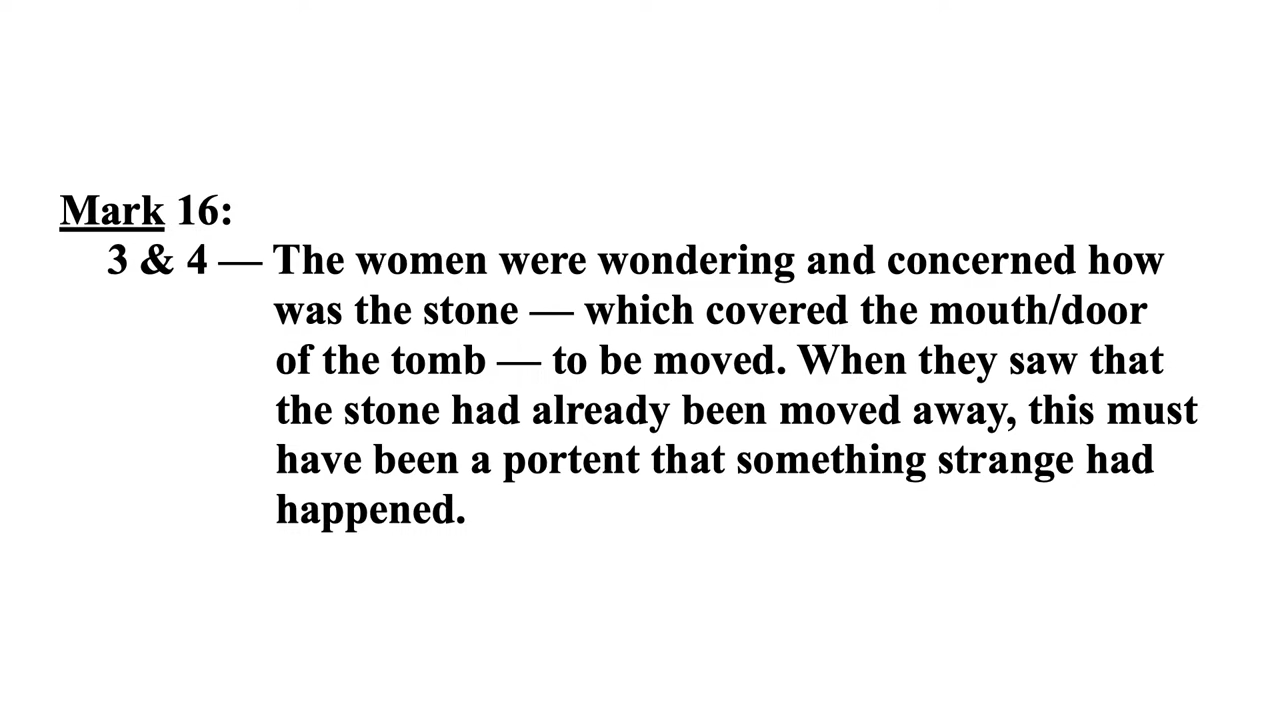 Mark 16:
3 & 4 — The women were wondering and concerned how
was the stone — which covered the mouth/door
of the tomb — to be moved. When they saw that
the stone had already been moved away, this must
have been a portent that something strange had
happened.